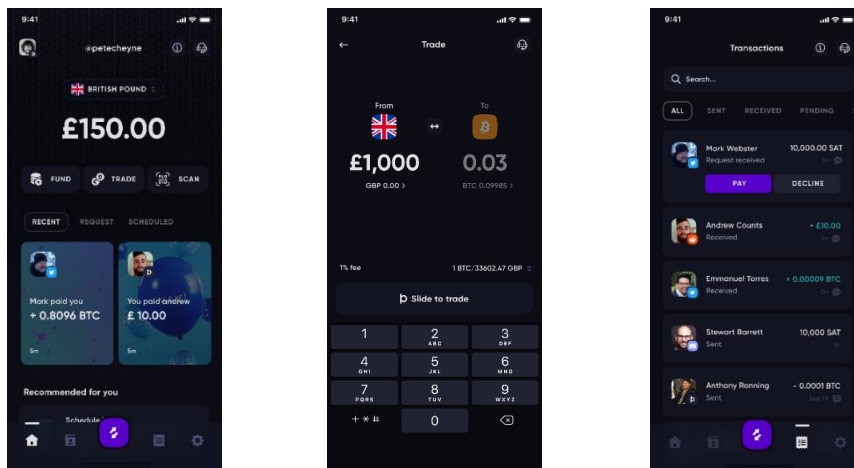 9:41
@petecheyne
BRITISH POUND
£150.00
FUND
TRADE
SCAN
RECENT
REQUEST
SCHEDULED
Mark paid you
+ 0.8096 BTC
5m
You paid andrew
£ 10.00
5m
Recommended for you
9:41
Trade
From
To
£1,000
0.03
GBP 0.00 >
BTC 0.09985 >
1% fee
1 BTC/33602.47 GBP
Slide to trade
1
2 ABC
3 DEF
4 GHI
5 JKL
6 MNO
7 PQRS
8 TUV
9 WXYZ
+ * #
0
9:41
Transactions
Search...
ALL
SENT
RECEIVED
PENDING
Mark Webster
10,000.00 SAT
Request received
5m
PAY
DECLINE
Andrew Counts
+ £10.00
Received
Emmanuel Torres
+ 0.00009 BTC
Received
Stewart Barrett
10,000 SAT
Sent
Anthony Ronning
- 0.0001 BTC
Sent